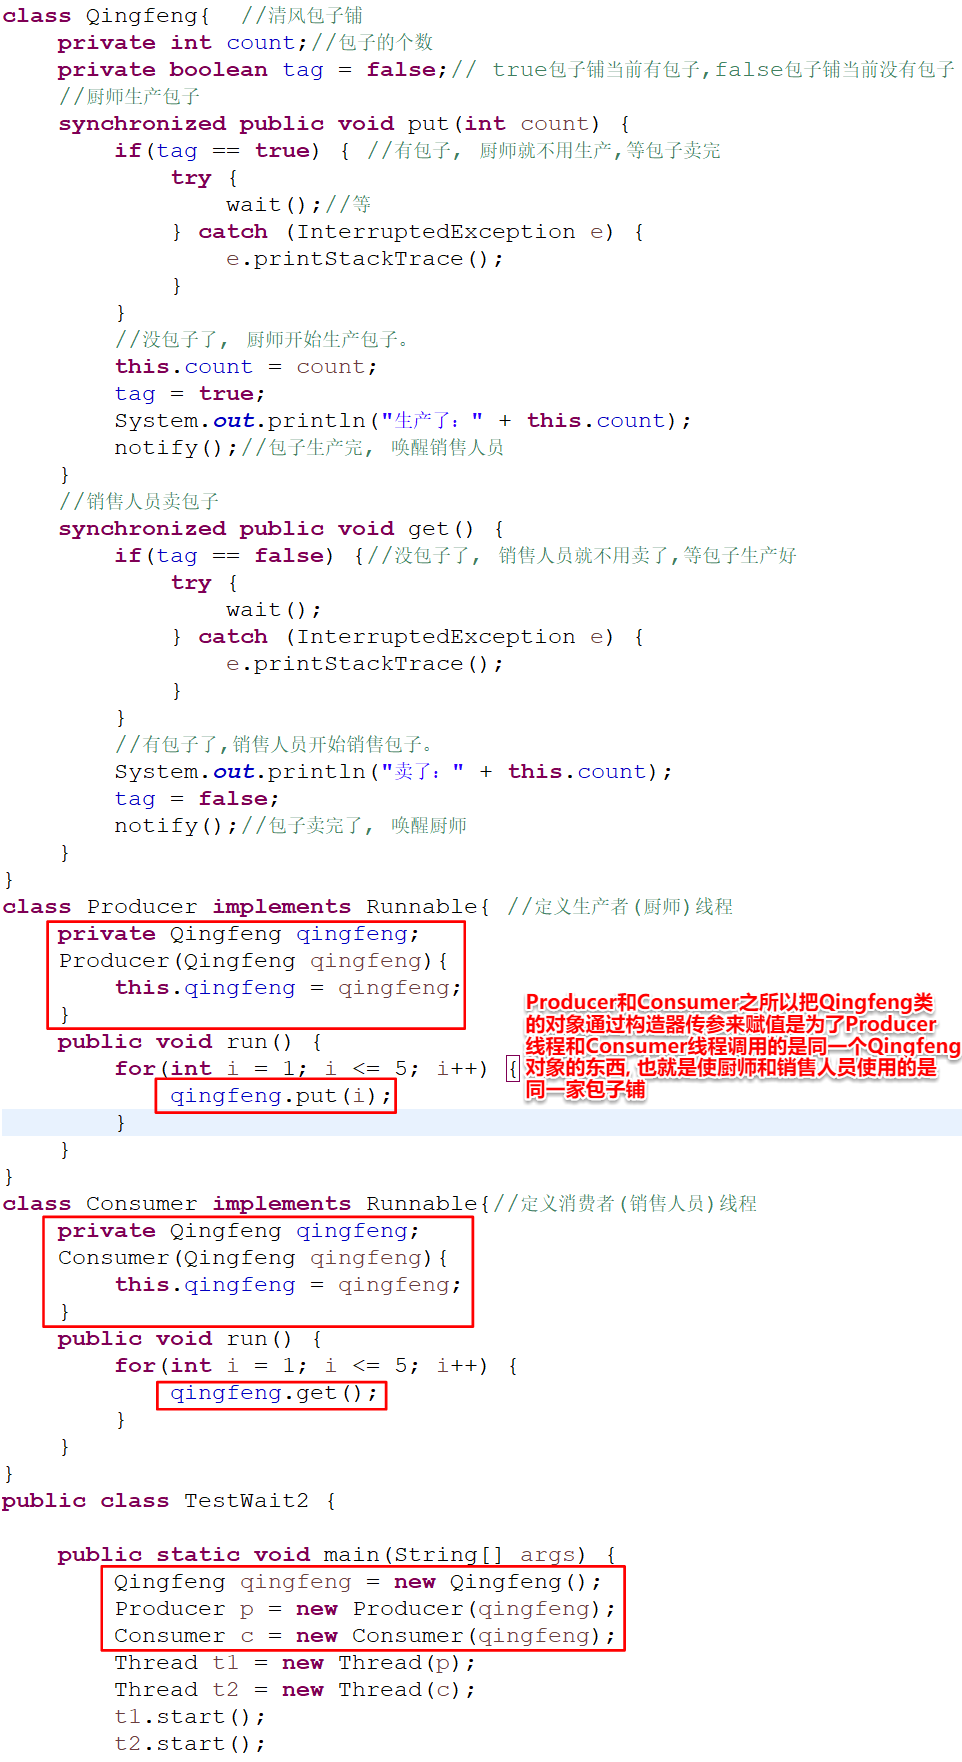 class Qingfeng{  //清风包子铺
    private int count;//包子的个数
    private boolean tag = false;// true包子铺当前有包子,false包子铺当前没有包子
    //厨师生产包子
    synchronized public void put(int count) {
        if(tag == true) { //有包子, 厨师就不用生产,等包子卖完
            try {
                wait();//等
            } catch (InterruptedException e) {
                e.printStackTrace();
            }
        }
        //没包子了, 厨师开始生产包子。
        this.count = count;
        tag = true;
        System.out.println("生产了：" + this.count);
        notify();//包子生产完, 唤醒销售人员
    }
    //销售人员卖包子
    synchronized public void get() {
        if(tag == false) {//没包子了, 销售人员就不用卖了,等包子生产好
            try {
                wait();
            } catch (InterruptedException e) {
                e.printStackTrace();
            }
        }
        //有包子了,销售人员开始销售包子。
        System.out.println("卖了：" + this.count);
        tag = false;
        notify();//包子卖完了, 唤醒厨师
    }
}
class Producer implements Runnable{ //定义生产者(厨师)线程
    private Qingfeng qingfeng;
    Producer(Qingfeng qingfeng){
        this.qingfeng = qingfeng;
    }
    public void run() {
        for(int i = 1; i <= 5; i++) {
            qingfeng.put(i);
        }
    }
}
Producer和Consumer之所以把Qingfeng类
的对象通过构造器传参来赋值是为了Producer
线程和Consumer线程调用的是同一个Qingfeng
对象的东西, 也就是使厨师和销售人员使用的是
同一家包子铺
class Consumer implements Runnable{//定义消费者(销售人员)线程
    private Qingfeng qingfeng;
    Consumer(Qingfeng qingfeng){
        this.qingfeng = qingfeng;
    }
    public void run() {
        for(int i = 1; i <= 5; i++) {
            qingfeng.get();
        }
    }
}
public class TestWait2 {
    public static void main(String[] args) {
        Qingfeng qingfeng = new Qingfeng();
        Producer p = new Producer(qingfeng);
        Consumer c = new Consumer(qingfeng);
        Thread t1 = new Thread(p);
        Thread t2 = new Thread(c);
        t1.start();
        t2.start();